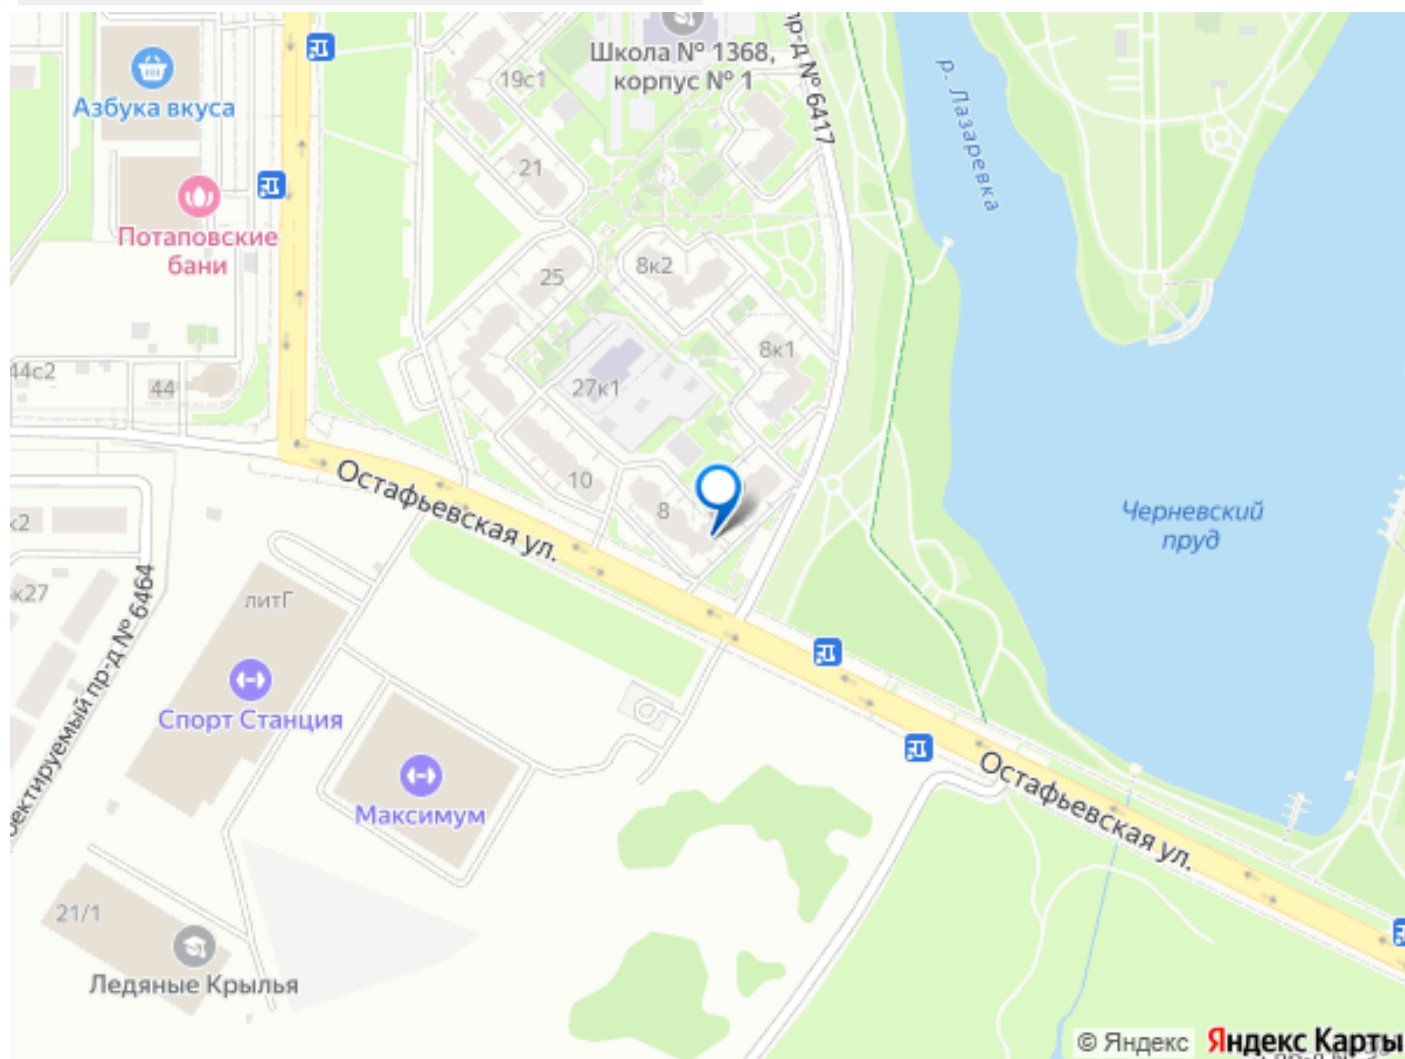 Школа № 1368,
корпус № 1
пр-д № 6417
р. Лазаревка
19с1
Азбука вкуса
21
Потаповские
бани
25
8к2
8к1
44с2
44
27к1
10
8
Остафьевская ул.
Черневский
пруд
к2
к27
литГ
ектируемый пр-д № 6464
Спорт Станция
Максимум
Остафьевская ул.
21/1
Ледяные Крылья
© Яндекс
Яндекс Карты